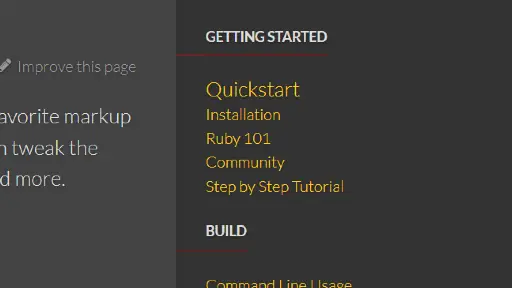 Improve this page
avorite markup
n tweak the
d more.
GETTING STARTED
Quickstart
Installation
Ruby 101
Community
Step by Step Tutorial
BUILD
Command Line Usage